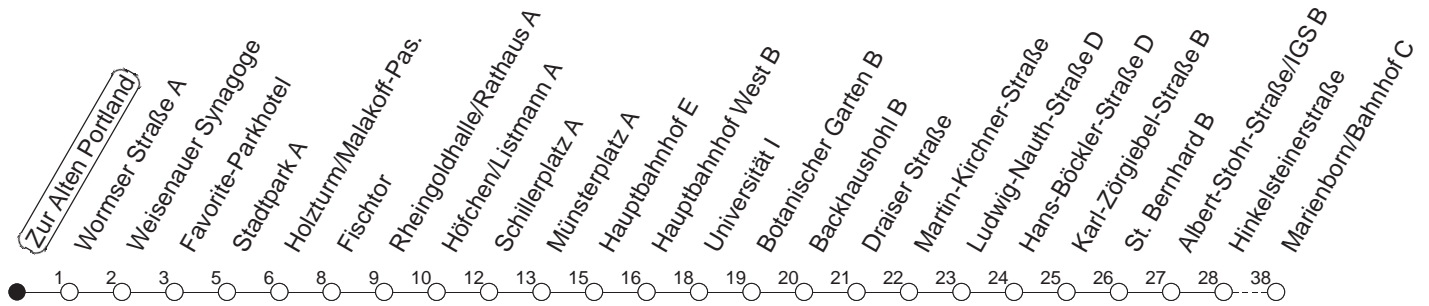 Zur Alten Portland
Wormser Straße A
Weisenauer Synagoge
Favorite-Parkhotel
Stadtpark A
Holzturm/Malakoff-Pas.
Fischtor
Rheingoldhalle/Rathaus A
Höfchen/Listmann A
Schillerplatz A
Münsterplatz A
Hauptbahnhof E
Hauptbahnhof West B
Universität I
Botanischer Garten B
Backhaushohl B
Draiser Straße
Martin-Kirchner-Straße
Ludwig-Nauth-Straße D
Hans-Böckler-Straße D
Karl-Zörgiebel-Straße B
St. Bernhard B
Albert-Stohr-Straße/IGS B
Hinkelsteinerstraße
Marienborn/Bahnhof C
1 2 3 5 6 8 9 10 12 13 15 16 18 19 20 21 22 23 24 25 26 27 28 38